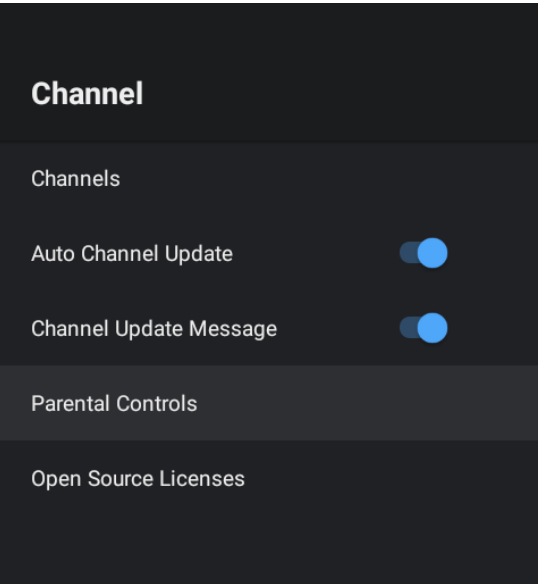 Channel
Channels
Auto Channel Update
Channel Update Message
Parental Controls
Open Source Licenses